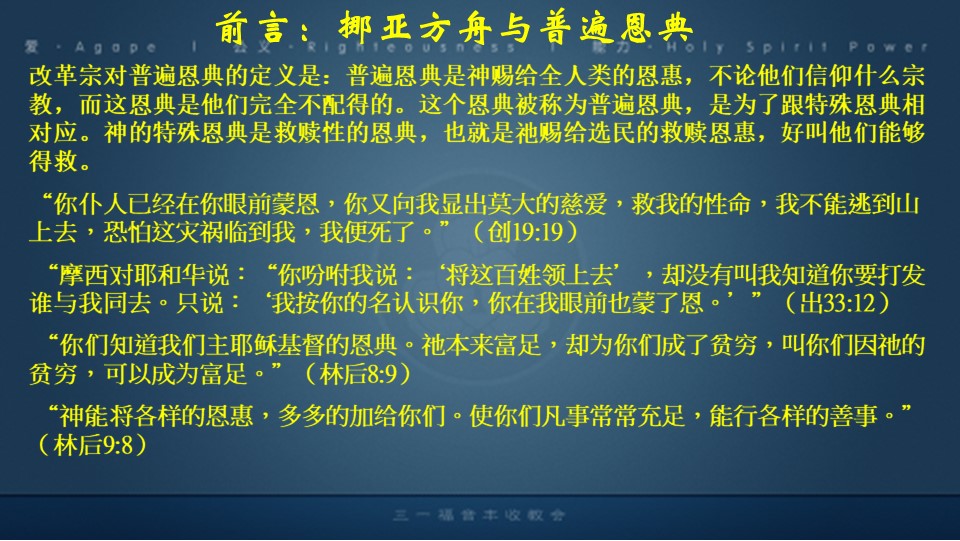 前言：挪亚方舟与普遍恩典
爱 · Agape | 公义 · Righteousness | 能力 · Holy Spirit Power
改革宗对普遍恩典的定义是：普遍恩典是神赐给全人类的恩惠，不论他们信仰什么宗
教，而这恩典是他们完全不配得的。这个恩典被称为普遍恩典，是为了跟特殊恩典相
对应。神的特殊恩典是救赎性的恩典，也就是祂赐给选民的救赎恩惠，好叫他们能够
得救。
“你仆人已经在你眼前蒙恩，你又向我显出莫大的慈爱，救我的性命，我不能逃到山
上去，恐怕这灾祸临到我，我便死了。”（创19:19）
“摩西对耶和华说：“你吩咐我说：‘将这百姓领上去’，却没有叫我知道你要打发
谁与我同去。只说：‘我按你的名认识你，你在我眼前也蒙了恩。’”（出33:12）
“你们知道我们主耶稣基督的恩典。祂本来富足，却为你们成了贫穷，叫你们因祂的
贫穷，可以成为富足。”（林后8:9）
“神能将各样的恩惠，多多的加给你们。使你们凡事常常充足，能行各样的善事。”
（林后9:8）
三一福音丰收教会